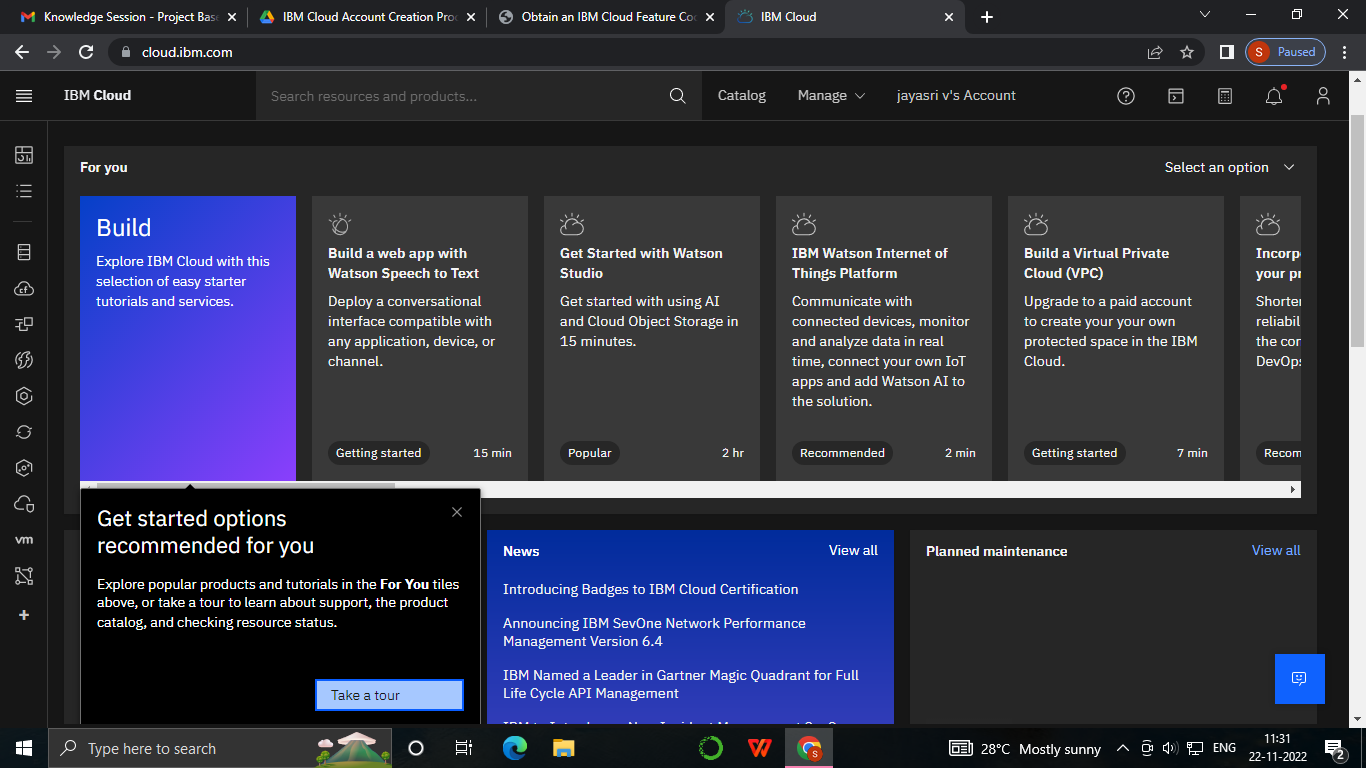 Knowledge Session - Project Bas
IBM Cloud Account Creation Pro
Obtain an IBM Cloud Feature Co
IBM Cloud
cloud.ibm.com
S
Paused
IBM Cloud
Search resources and products...
Catalog
Manage
jayasri v's Account
For you
Select an option
Build
Explore IBM Cloud with this
selection of easy starter
tutorials and services.
Build a web app with
Watson Speech to Text
Deploy a conversational
interface compatible with
any application, device, or
channel.
Getting started
15 min
Get Started with Watson
Studio
Get started with using AI
and Cloud Object Storage in
15 minutes.
Popular
2 hr
IBM Watson Internet of
Things Platform
Communicate with
connected devices, monitor
and analyze data in real
time, connect your own IoT
apps and add Watson AI to
the solution.
Recommended
2 min
Build a Virtual Private
Cloud (VPC)
Upgrade to a paid account
to create your your own
protected space in the IBM
Cloud.
Getting started
7 min
Incorp
your pr
Shorter
reliabil
the cor
DevOps
Recom
cf
vm
Get started options
recommended for you
Explore popular products and tutorials in the For You tiles
above, or take a tour to learn about support, the product
catalog, and checking resource status.
Take a tour
News
View all
Introducing Badges to IBM Cloud Certification
Announcing IBM SevOne Network Performance
Management Version 6.4
IBM Named a Leader in Gartner Magic Quadrant for Full
Life Cycle API Management
Planned maintenance
View all
Type here to search
S
28°C Mostly sunny
ENG
11:31
22-11-2022
2